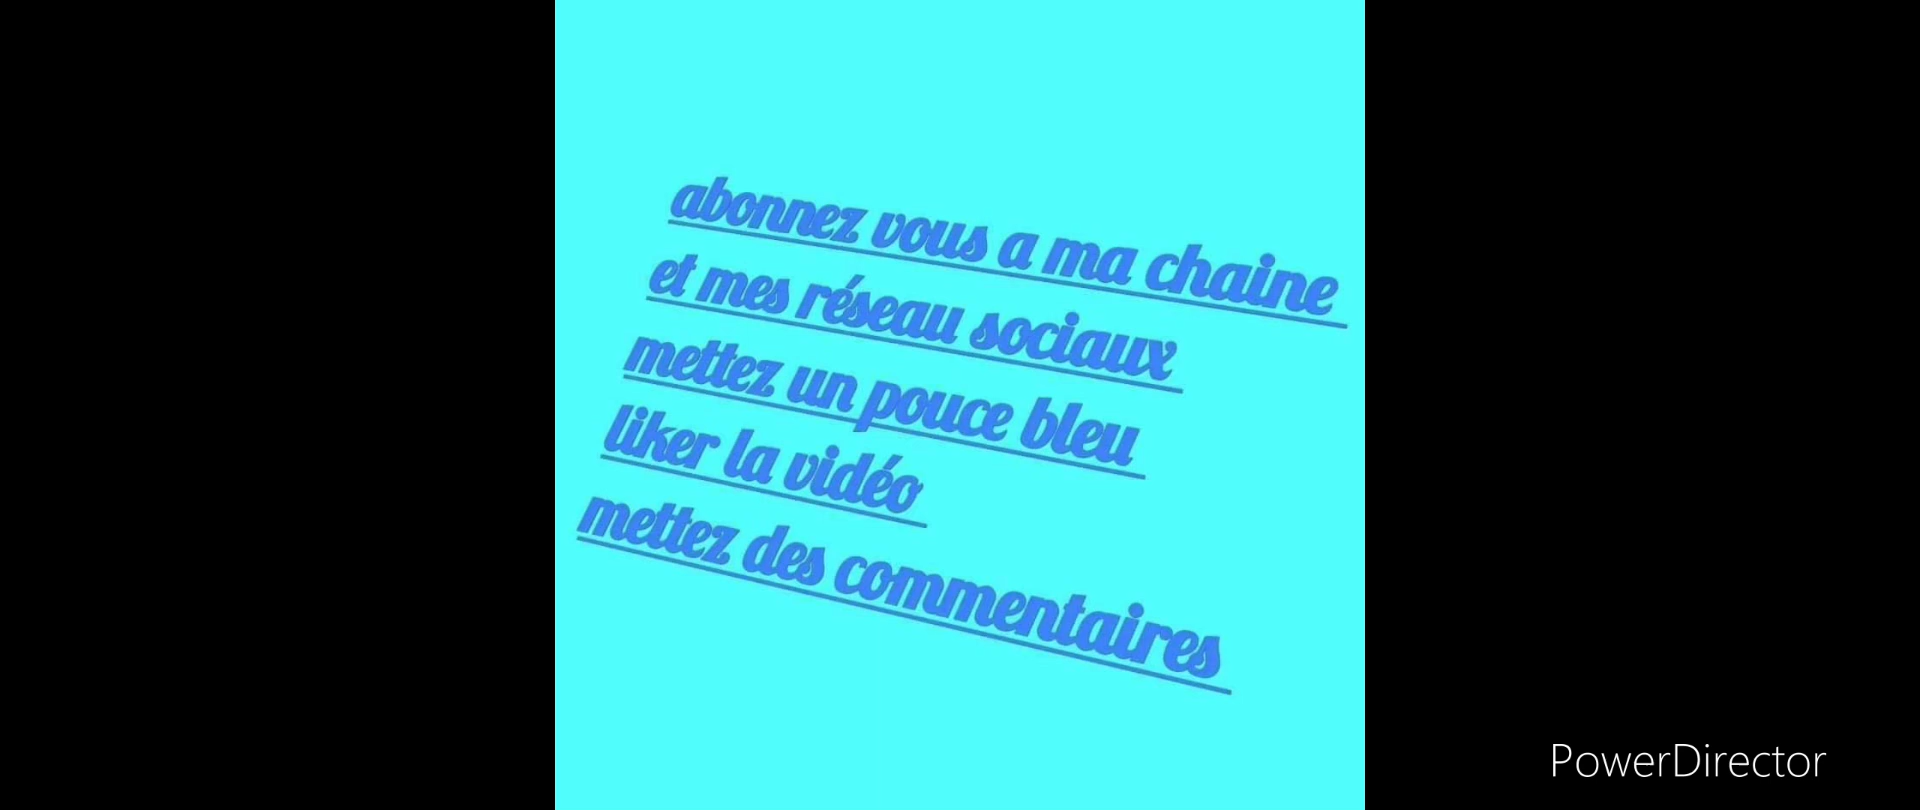 abonnez vous a ma chaine
et mes réseau sociaux
mettez un pouce bleu
liker la vidéo
mettez des commentaires
PowerDirector